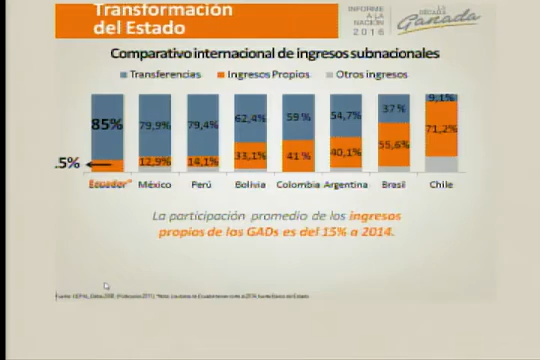 Transformación
del Estado
INFORME
A LA
NACIÓN
2016
LA
DÉCADA
Ganada
Comparativo internacional de ingresos subnacionales
Transferencias
Ingresos Propios
Otros ingresos
85%
79,9%
79,4%
62,4%
59%
54,7%
37%
9,1%
.5%
12,9%
14,1%
33,1%
41%
40,1%
55,6%
71,2%
Ecuador*
México
Perú
Bolivia
Colombia
Argentina
Brasil
Chile
La participación promedio de los ingresos
propios de los GADs es del 15% a 2014.